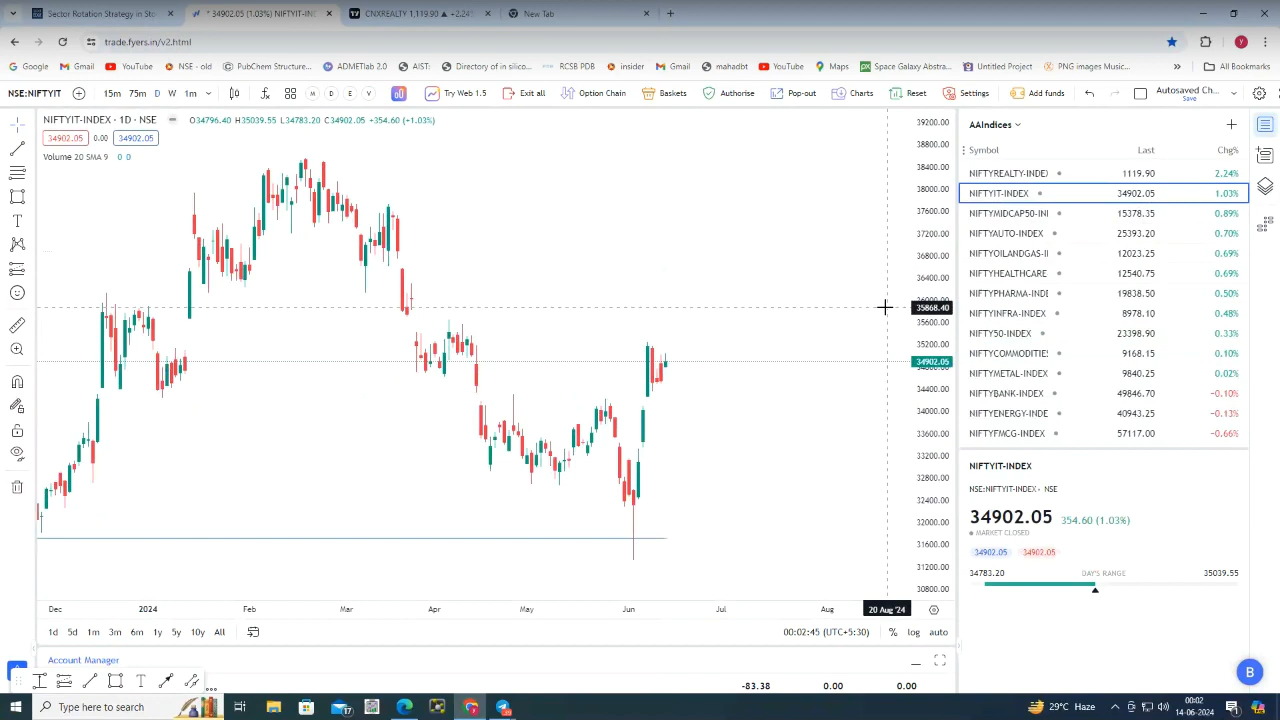 Sector Rotation Strategy in Sto
* 34902.05 (1.03%) NIFTYIT-INDEX
CNXREALTY 1,119.90 ▲ +2.24%
New Tab
trade.fyers.in/v2.html
Google
Gmail
YouTube
NSE - old
PubChem Structure...
ADMETlab 2.0
AIST:
Directory of in silico...
RCSB PDB
insider
Gmail
mahadbt
YouTube
Maps
Space Galaxy Abstra...
Untitled Project
PNG images Music...
All Bookmarks
NSE:NIFTYIT 15m 75m D W 1m M D E V Try Web 1.5 Exit all Option Chain Baskets Authorise Pop-out Charts Reset Settings Add funds Autosaved Ch...
Save
NIFTYIT-INDEX · 1D · NSE O34796.40 H35039.55 L34783.20 C34902.05 +354.60 (+1.03%)
34902.05 0.00 34902.05
Volume 20 SMA 9 0 0
39200.00
38800.00
38400.00
38000.00
37600.00
37200.00
36800.00
36400.00
36000.00
35868.40
35600.00
35200.00
34902.05
34800.00
34400.00
34000.00
33600.00
33200.00
32800.00
32400.00
32000.00
31600.00
31200.00
30800.00
Dec 2024 Feb Mar Apr May Jun Jul Aug 20 Aug '24
1d 5d 1m 3m 6m 1y 5y 10y All 00:02:45 (UTC+5:30) % log auto
Account Manager
-83.38 0.00 0.00
AAIndices
Symbol Last Chg%
NIFTYREALTY-INDEX 1119.90 2.24%
NIFTYIT-INDEX 34902.05 1.03%
NIFTYMIDCAP50-INI 15378.35 0.89%
NIFTYAUTO-INDEX 25393.20 0.70%
NIFTYOILANDGAS-II 12023.25 0.69%
NIFTYHEALTHCARE 12540.75 0.69%
NIFTYPHARMA-INDE 19838.50 0.50%
NIFTYINFRA-INDEX 8978.10 0.48%
NIFTY50-INDEX 23398.90 0.33%
NIFTYCOMMODITIES 9168.15 0.10%
NIFTYMETAL-INDEX 9840.25 0.02%
NIFTYBANK-INDEX 49846.70 −0.10%
NIFTYENERGY-INDE 40943.25 −0.13%
NIFTYFMCG-INDEX 57117.00 −0.66%
NIFTYIT-INDEX
NSE:NIFTYIT-INDEX · NSE
34902.05 354.60 (1.03%)
MARKET CLOSED
34902.05 34902.05
34783.20 DAY'S RANGE 35039.55
B
Type here to search
17
29°C Haze
00:02
14-06-2024